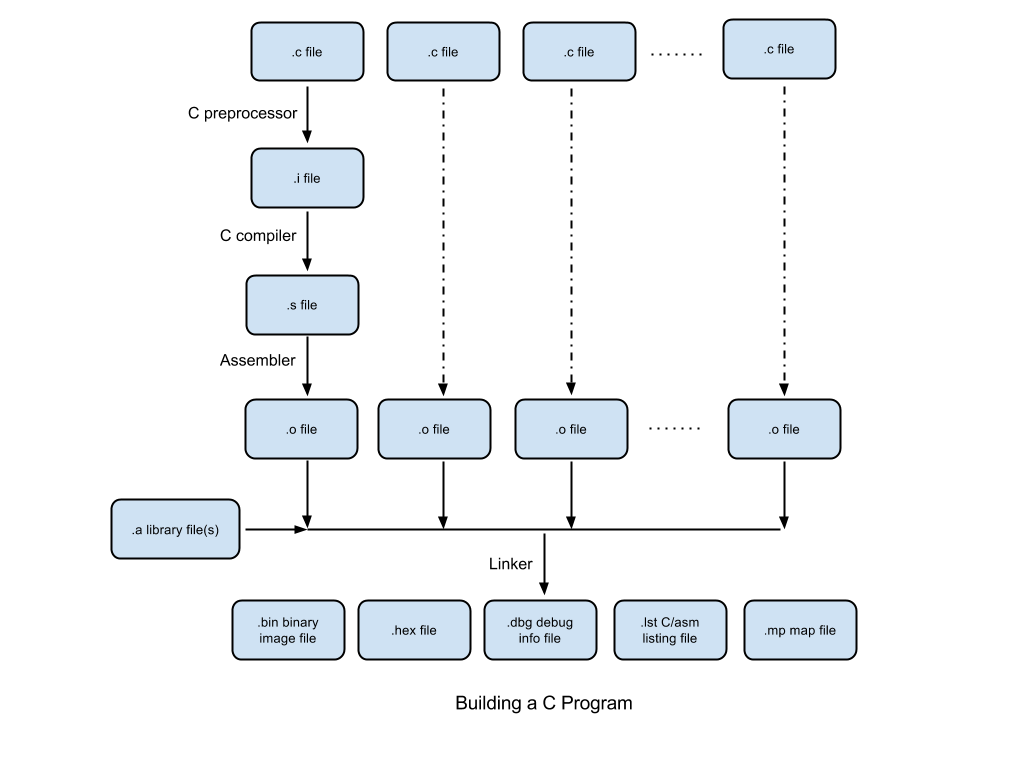 .c file
.c file
.c file
.......
.c file
C preprocessor
.i file
C compiler
.s file
Assembler
.o file
.o file
.o file
.......
.o file
.a library file(s)
Linker
.bin binary
image file
.hex file
.dbg debug
info file
.lst C/asm
listing file
.mp map file
Building a C Program